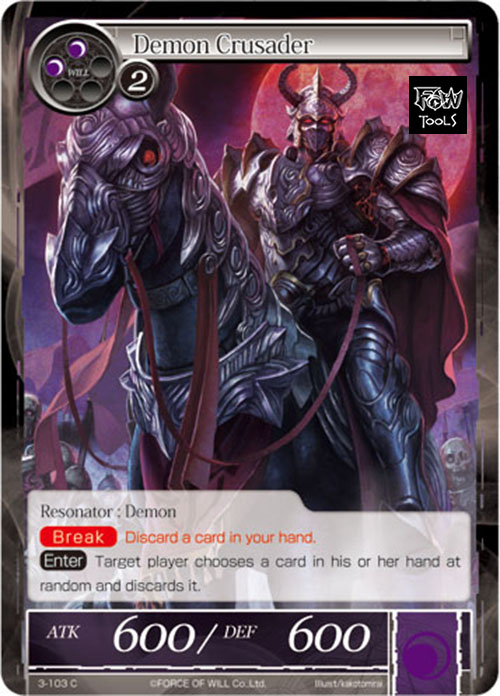 Demon Crusader
WILL
2
FOW
TOOLS
Resonator : Demon
Break Discard a card in your hand.
Enter Target player chooses a card in his or her hand at
random and discards it.
ATK 600 / DEF 600
3-103 C ©FORCE OF WILL Co.,Ltd. Illust/kakotomirai